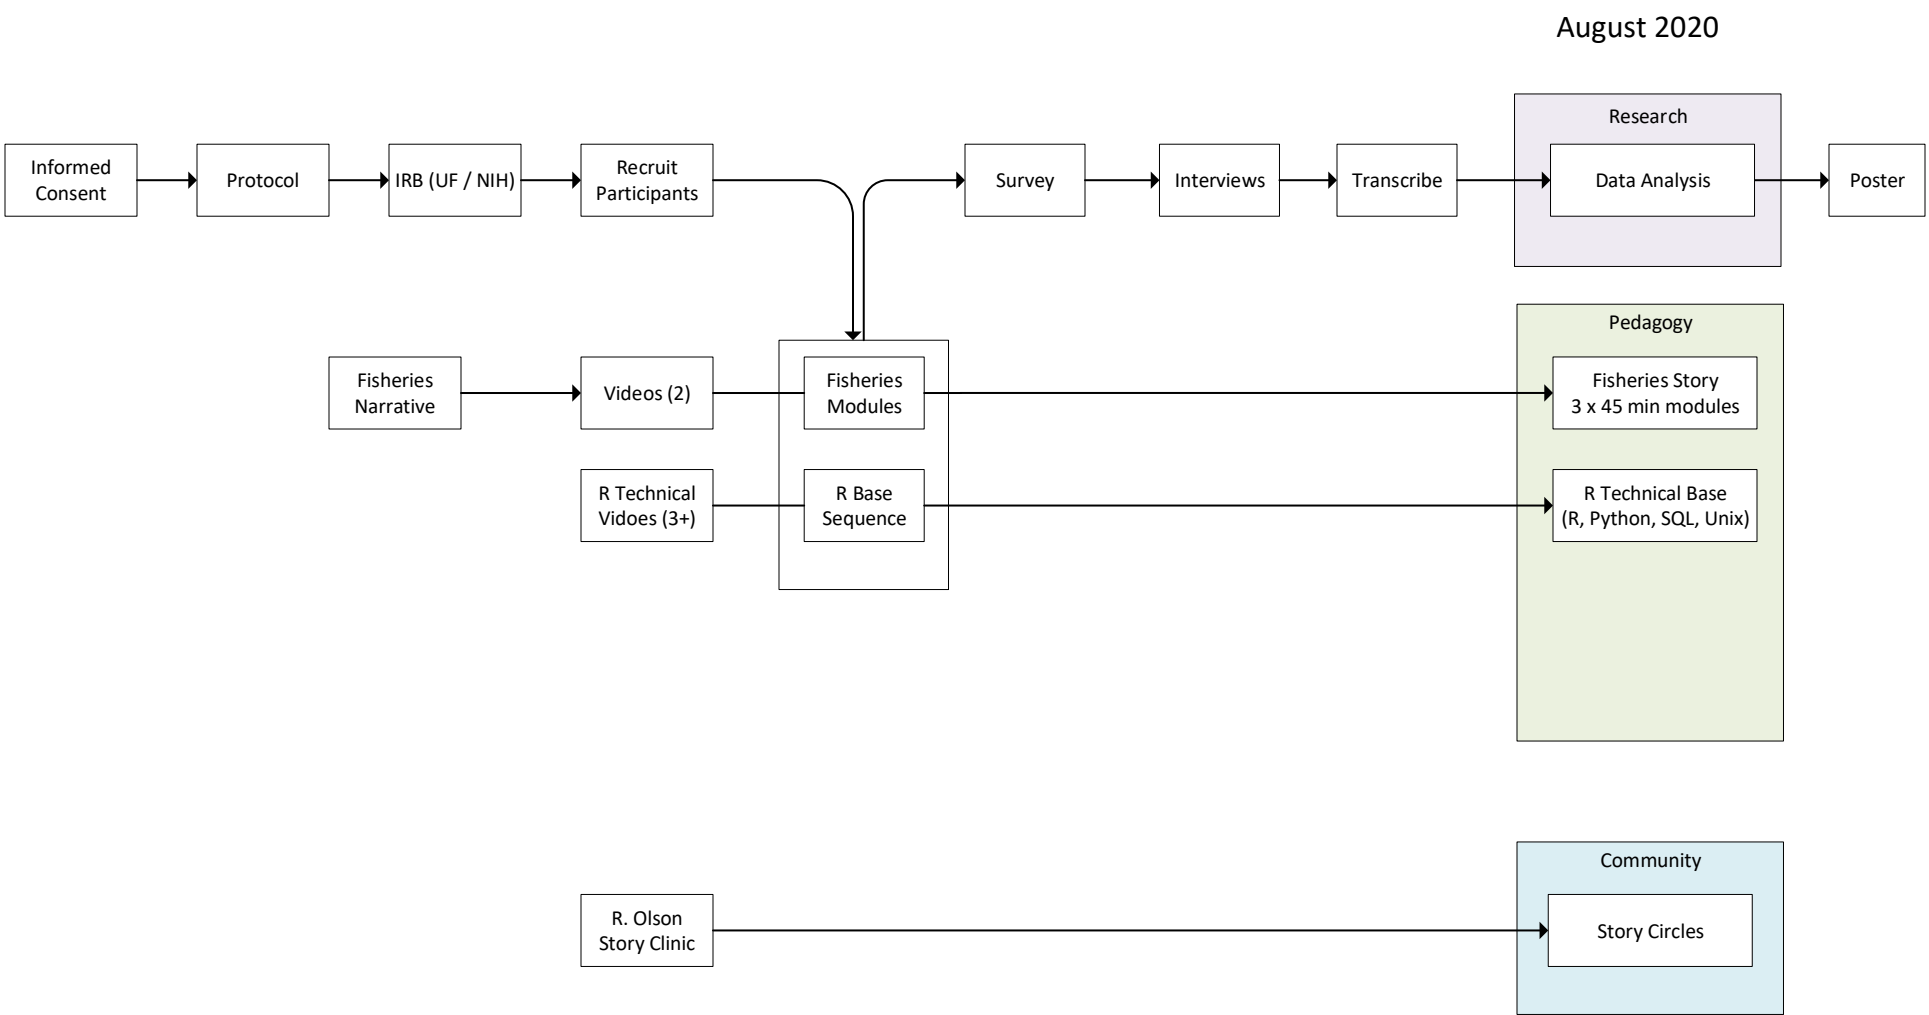 August 2020
Research
Informed
Consent
Protocol
IRB (UF / NIH)
Recruit
Participants
Survey
Interviews
Transcribe
Data Analysis
Poster
Pedagogy
Fisheries
Narrative
Videos (2)
Fisheries
Modules
Fisheries Story
3 x 45 min modules
R Technical
Vidoes (3+)
R Base
Sequence
R Technical Base
(R, Python, SQL, Unix)
Community
R. Olson
Story Clinic
Story Circles